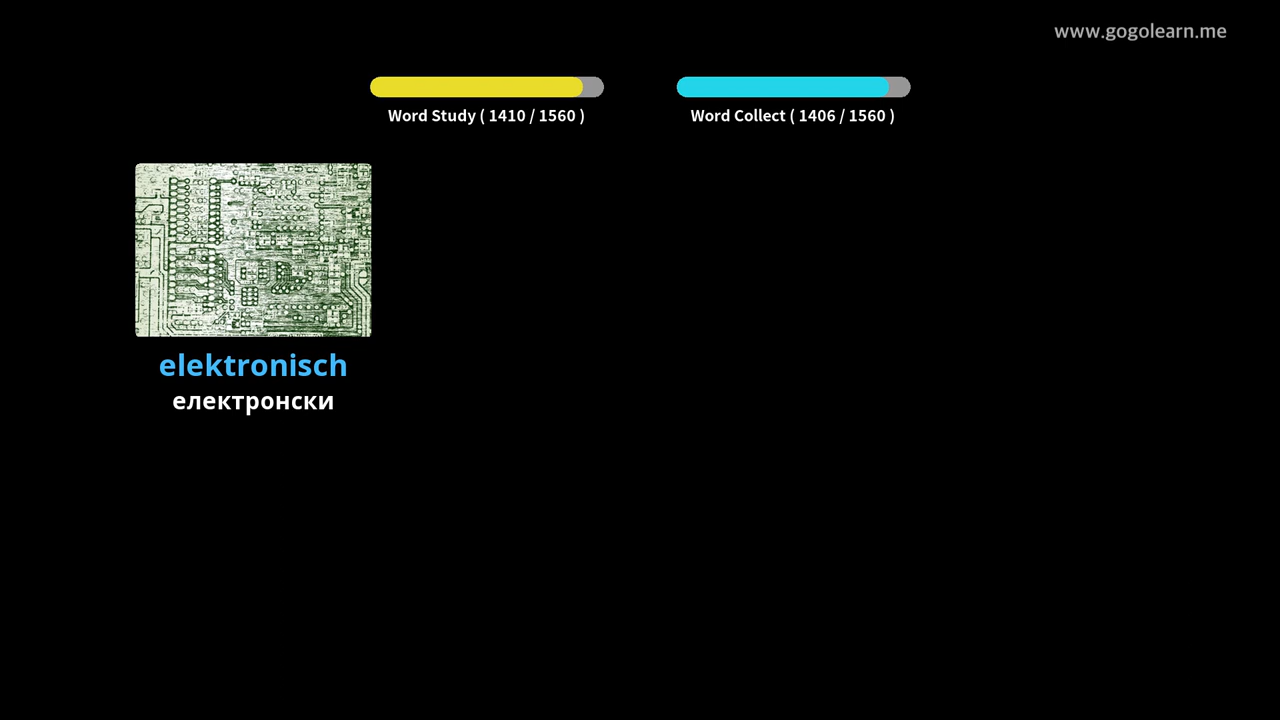 www.gogolearn.me
Word Study ( 1410 / 1560 )
Word Collect ( 1406 / 1560 )
elektronisch
електронски